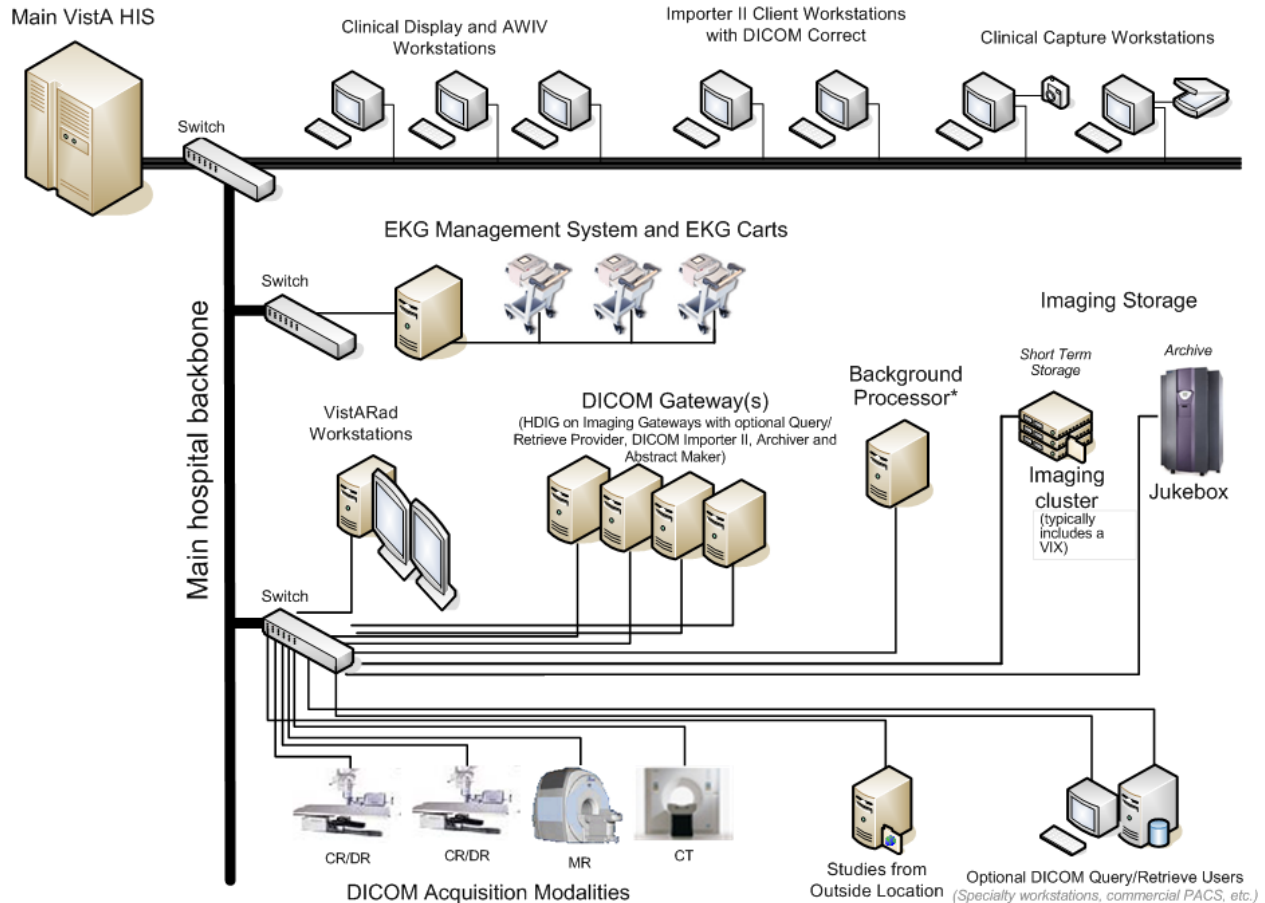 Main VistA HIS
Clinical Display and AWIV
Workstations
Importer II Client Workstations
with DICOM Correct
Clinical Capture Workstations
Switch
EKG Management System and EKG Carts
Switch
Main hospital backbone
Imaging Storage
Short Term
Storage
Archive
Background
Processor*
DICOM Gateway(s)
(HDIG on Imaging Gateways with optional Query/
Retrieve Provider, DICOM Importer II, Archiver and
Abstract Maker)
VistARad
Workstations
Imaging
cluster
(typically
includes a
VIX)
Jukebox
Switch
CR/DR
CR/DR
MR
CT
DICOM Acquisition Modalities
Studies from
Outside Location
Optional DICOM Query/Retrieve Users
(Specialty workstations, commercial PACS, etc.)